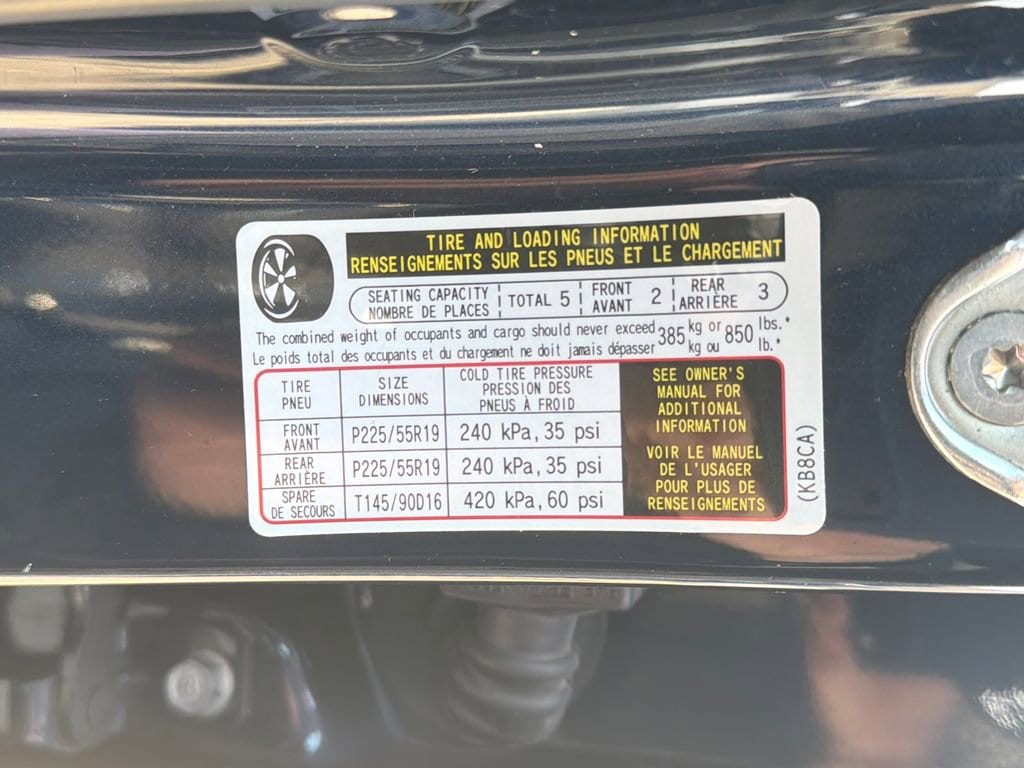 TIRE AND LOADING INFORMATION
RENSEIGNEMENTS SUR LES PNEUS ET LE CHARGEMENT
SEATING CAPACITY NOMBRE DE PLACES TOTAL 5 FRONT AVANT 2 REAR ARRIÈRE 3
The combined weight of occupants and cargo should never exceed 385 kg or 850 lbs.*
Le poids total des occupants et du chargement ne doit jamais dépasser kg ou lb.*
TIRE PNEU
SIZE DIMENSIONS
COLD TIRE PRESSURE
PRESSION DES
PNEUS À FROID
FRONT AVANT P225/55R19 240 kPa, 35 psi
REAR ARRIÈRE P225/55R19 240 kPa, 35 psi
SPARE DE SECOURS T145/90D16 420 kPa, 60 psi
SEE OWNER'S
MANUAL FOR
ADDITIONAL
INFORMATION
VOIR LE MANUEL
DE L'USAGER
POUR PLUS DE
RENSEIGNEMENTS
(KB8CA)